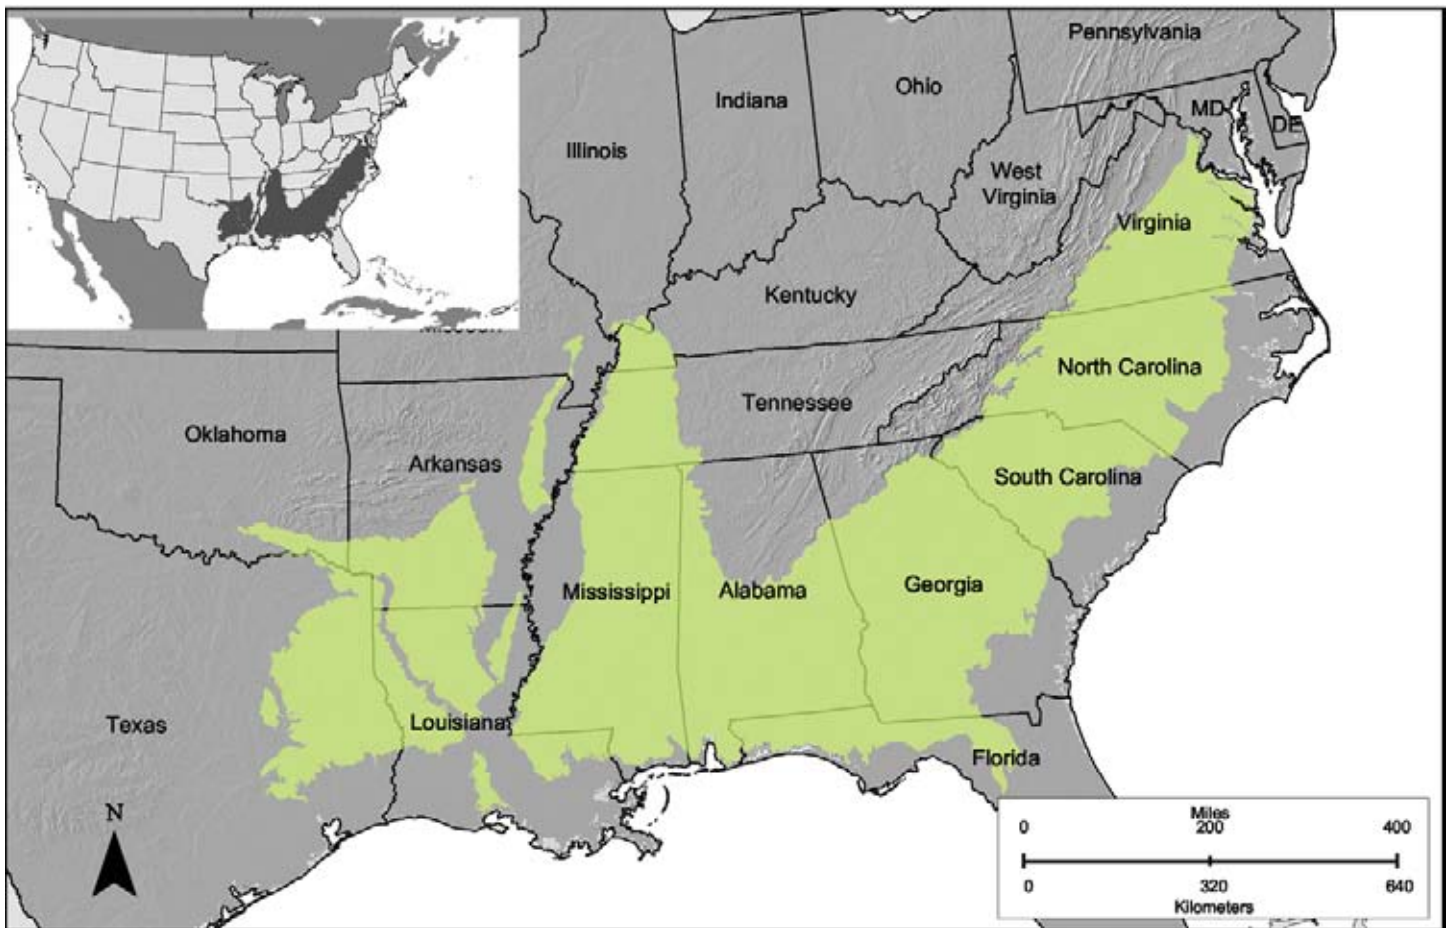 Pennsylvania
Ohio
Indiana
MD
DE
Illinois
West
Virginia
Virginia
Kentucky
North Carolina
Tennessee
Oklahoma
Arkansas
South Carolina
Mississippi
Alabama
Georgia
Texas
Louisiana
Florida
N
Miles
0 200 400
0 320 640
Kilometers